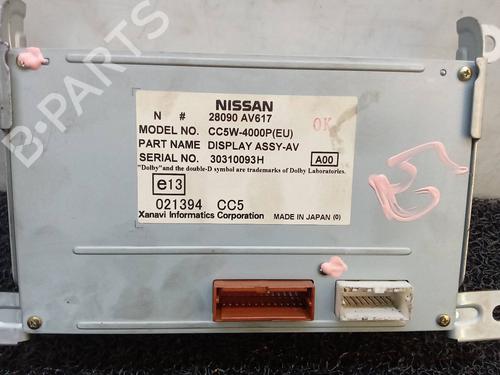 B-PARTS
NISSAN
N # 28090 AV617
MODEL NO. CC5W-4000P(EU)
PART NAME DISPLAY ASSY-AV
SERIAL NO. 30310093H A00
"Dolby" and the double-D symbol are trademarks of Dolby Laboratories.
e13
021394 CC5
Xanavi Informatics Corporation MADE IN JAPAN (0)
OK